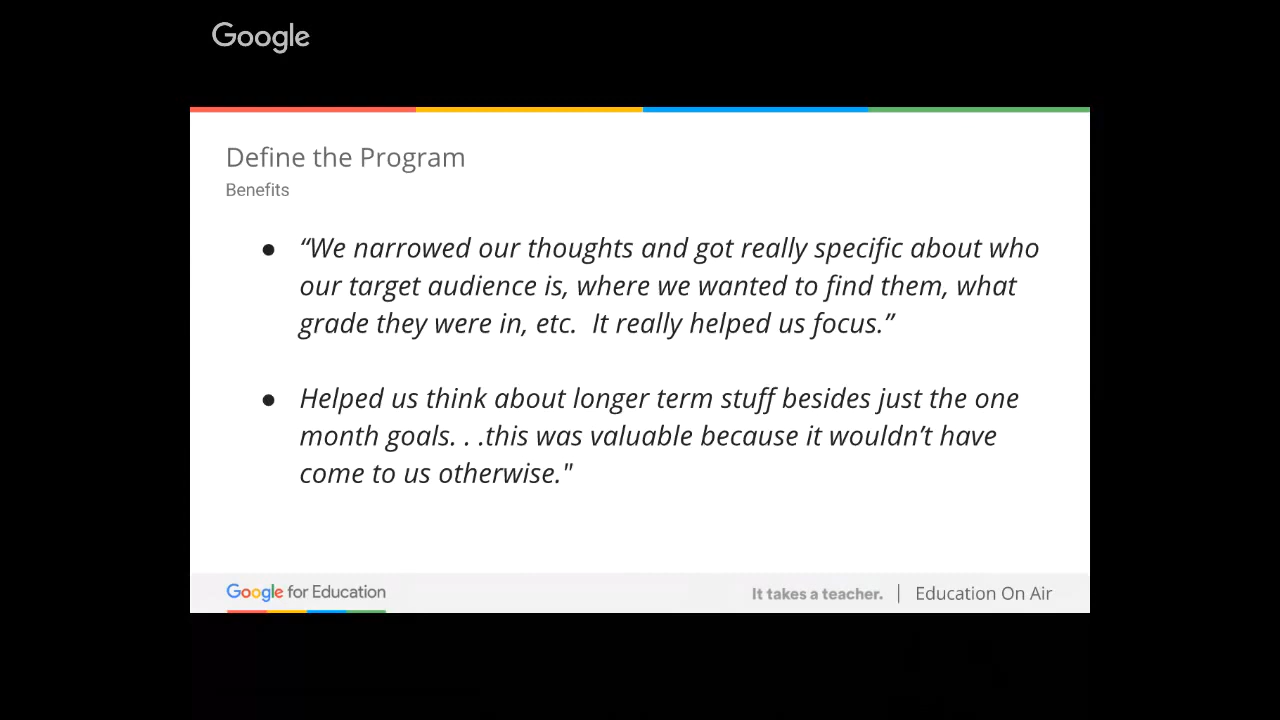 Google
Define the Program
Benefits
● “We narrowed our thoughts and got really specific about who
our target audience is, where we wanted to find them, what
grade they were in, etc.  It really helped us focus.”
● Helped us think about longer term stuff besides just the one
month goals. . .this was valuable because it wouldn’t have
come to us otherwise."
Google for Education
It takes a teacher. | Education On Air